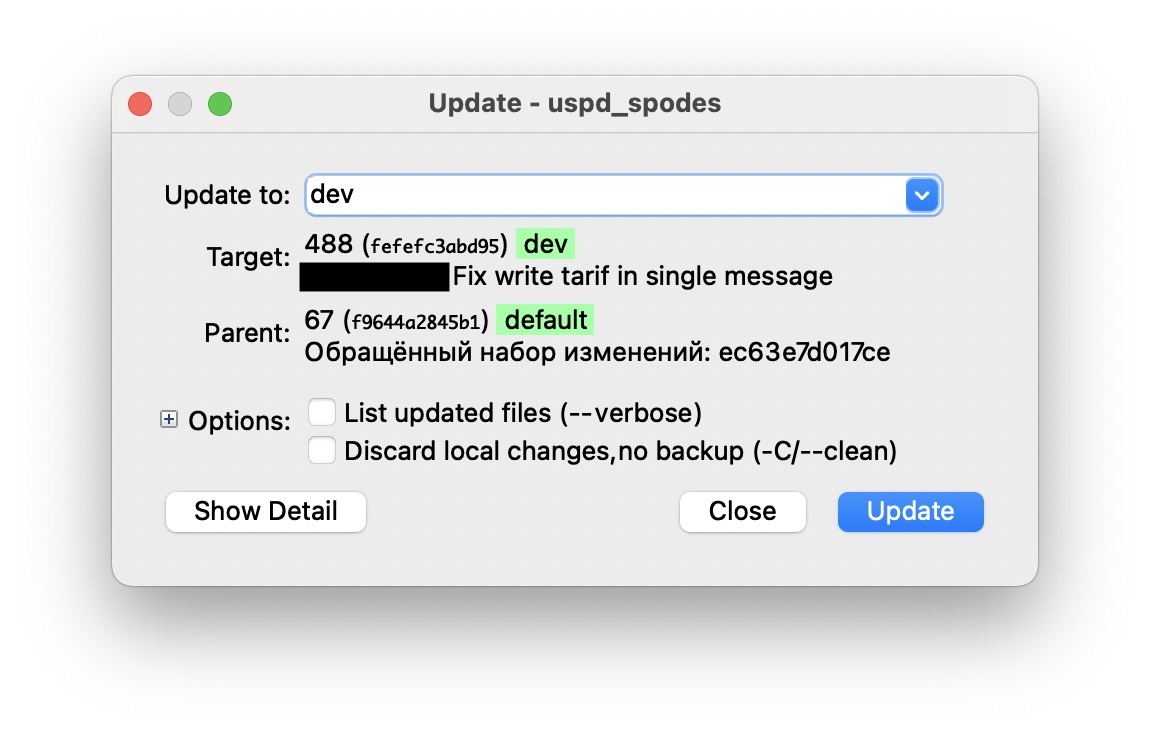 Update - uspd_spodes
Update to: dev
Target: 488 (fefefc3abd95) dev
Fix write tarif in single message
Parent: 67 (f9644a2845b1) default
Обращённый набор изменений: ec63e7d017ce
Options: List updated files (--verbose)
Discard local changes,no backup (-C/--clean)
Show Detail Close Update